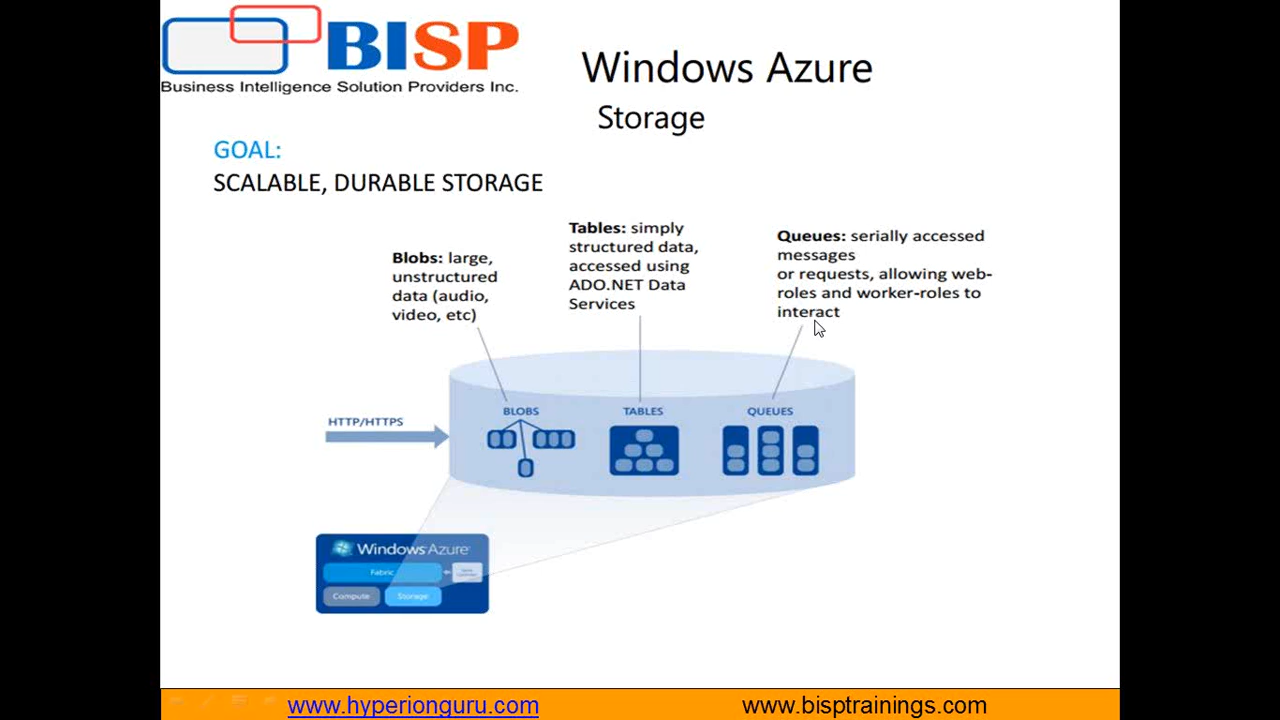 BISP
Business Intelligence Solution Providers Inc.
Windows Azure
Storage
GOAL:
SCALABLE, DURABLE STORAGE
Blobs: large,
unstructured
data (audio,
video, etc)
Tables: simply
structured data,
accessed using
ADO.NET Data
Services
Queues: serially accessed
messages
or requests, allowing web-
roles and worker-roles to
interact
HTTP/HTTPS
BLOBS
TABLES
QUEUES
Windows Azure
Fabric
Compute
Storage
www.hyperionguru.com
www.bisptrainings.com